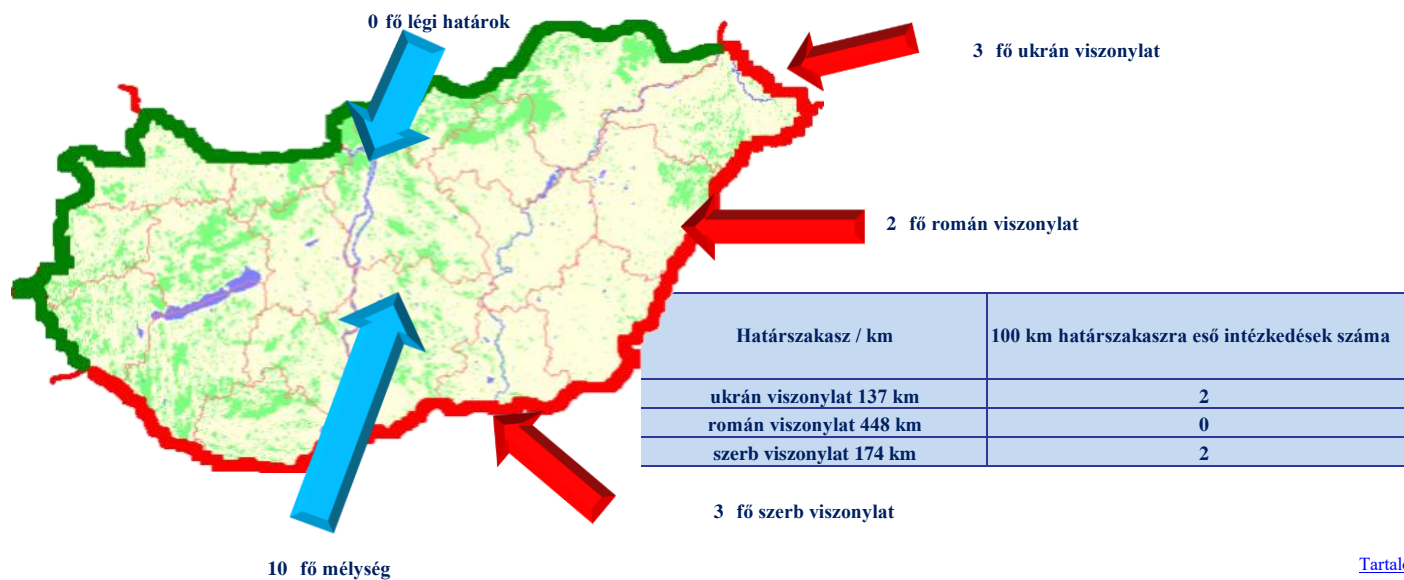 0 fő légi határok
3 fő ukrán viszonylat
2 fő román viszonylat
Határszakasz / km 100 km határszakaszra eső intézkedések száma
ukrán viszonylat 137 km 2
román viszonylat 448 km 0
szerb viszonylat 174 km 2
3 fő szerb viszonylat
10 fő mélység